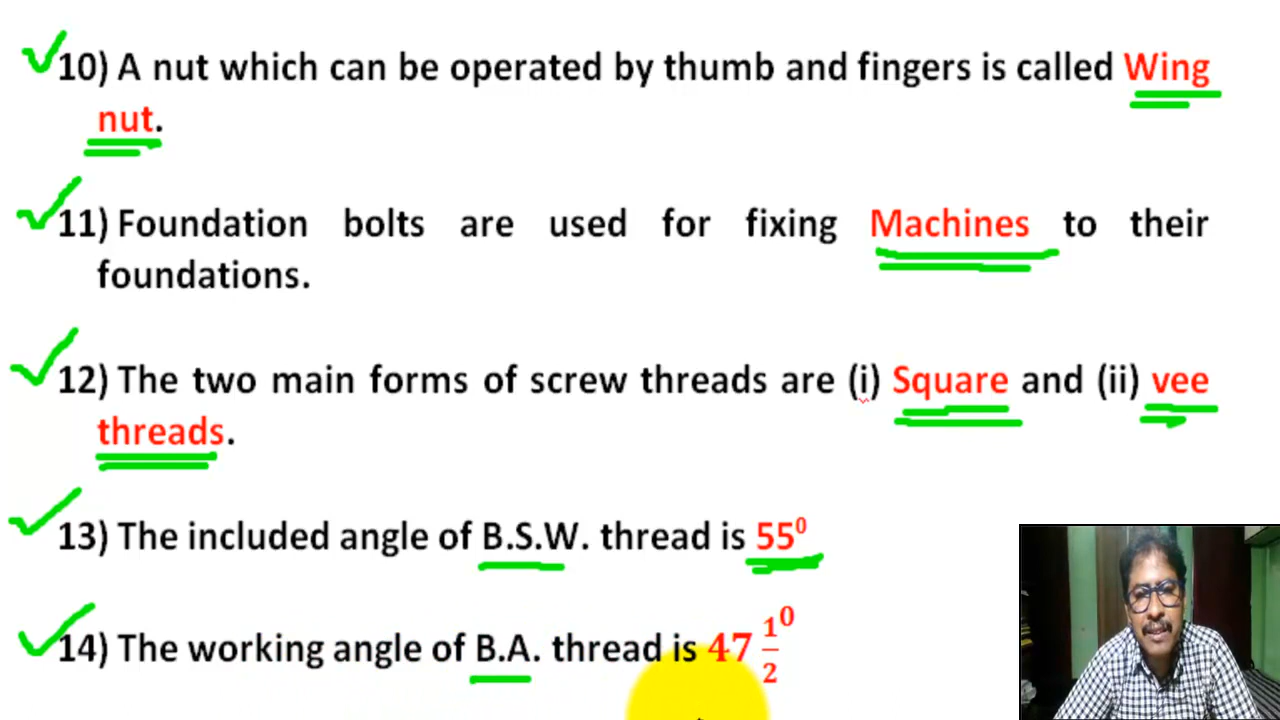 10) A nut which can be operated by thumb and fingers is called Wing
nut.
11) Foundation bolts are used for fixing Machines to their
foundations.
12) The two main forms of screw threads are (i) Square and (ii) vee
threads.
13) The included angle of B.S.W. thread is 55⁰
14) The working angle of B.A. thread is 47 1/2⁰